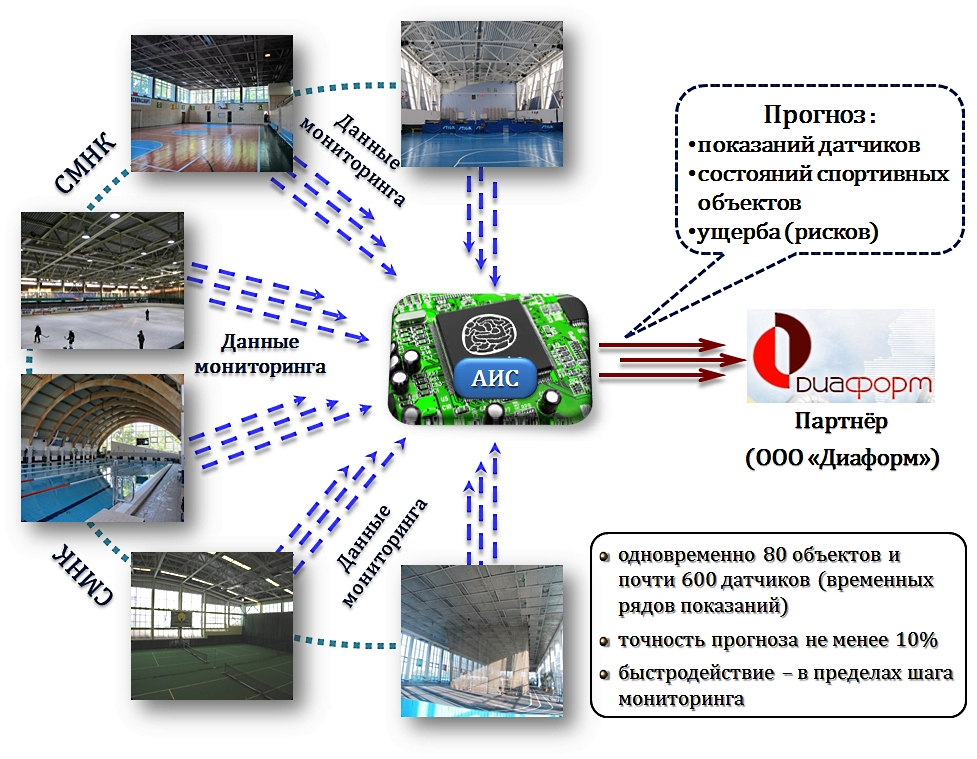 СМНК
Данные
мониторинга
Прогноз:
•показаний датчиков
•состояний спортивных
объектов
•ущерба (рисков)
Данные
мониторинга
АИС
Диаформ
Партнёр
(ООО «Диаформ»)
СМНК
Данные
мониторинга
одновременно 80 объектов и
почти 600 датчиков (временных
рядов показаний)
точность прогноза не менее 10%
быстродействие – в пределах шага
мониторинга
STIGA
STIGA